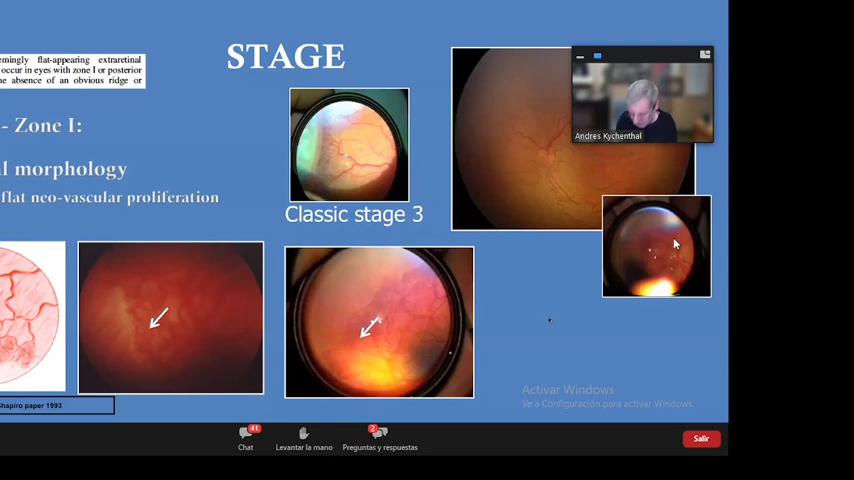 emingly flat-appearing extraretinal
occur in eyes with zone I or posterior
e absence of an obvious ridge or
STAGE
- Zone I:
l morphology
flat neo-vascular proliferation
Classic stage 3
Andres Kychenthal
Shapiro paper 1993
Activar Windows
Ve a Configuración para activar Windows.
41
2
Chat
Levantar la mano
Preguntas y respuestas
Salir